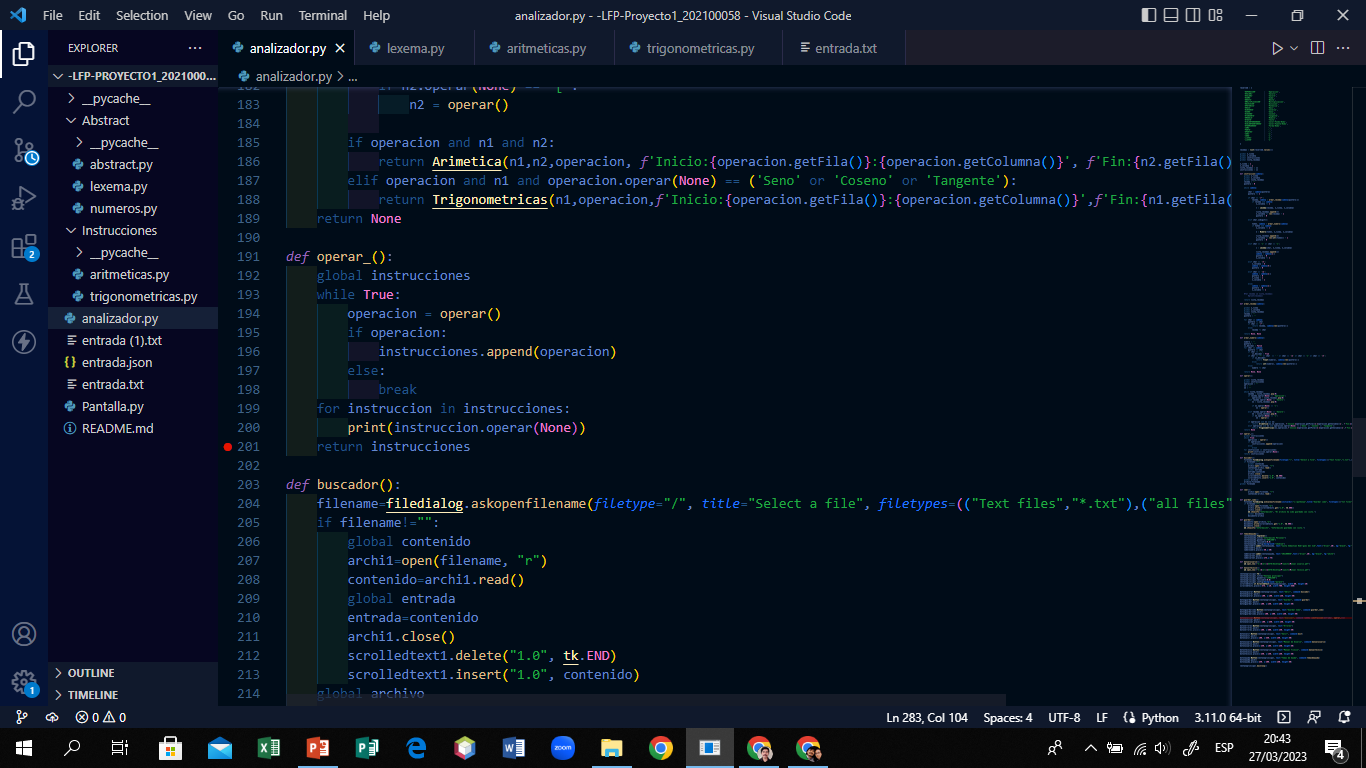 File Edit Selection View Go Run Terminal Help
analizador.py - -LFP-Proyecto1_202100058 - Visual Studio Code
EXPLORER
-LFP-PROYECTO1_202100...
__pycache__
Abstract
__pycache__
abstract.py
lexema.py
numeros.py
Instrucciones
__pycache__
aritmeticas.py
trigonometricas.py
analizador.py
entrada (1).txt
entrada.json
entrada.txt
Pantalla.py
README.md
OUTLINE
TIMELINE
2
1
analizador.py lexema.py aritmeticas.py trigonometricas.py entrada.txt
analizador.py > ...
182 if n2.operar(None) == '[':
183 n2 = operar()
184
185 if operacion and n1 and n2:
186 return Arimetica(n1,n2,operacion, f'Inicio:{operacion.getFila()}:{operacion.getColumna()}', f'Fin:{n2.getFila()
187 elif operacion and n1 and operacion.operar(None) == ('Seno' or 'Coseno' or 'Tangente'):
188 return Trigonometricas(n1,operacion,f'Inicio:{operacion.getFila()}:{operacion.getColumna()}',f'Fin:{n1.getFila(
189 return None
190
191 def operar_():
192 global instrucciones
193 while True:
194 operacion = operar()
195 if operacion:
196 instrucciones.append(operacion)
197 else:
198 break
199 for instruccion in instrucciones:
200 print(instruccion.operar(None))
201 return instrucciones
202
203 def buscador():
204 filename=filedialog.askopenfilename(filetype="/", title="Select a file", filetypes=(("Text files","*.txt"),("all files"
205 if filename!="":
206 global contenido
207 archi1=open(filename, "r")
208 contenido=archi1.read()
209 global entrada
210 entrada=contenido
211 archi1.close()
212 scrolledtext1.delete("1.0", tk.END)
213 scrolledtext1.insert("1.0", contenido)
214 global archivo
0 0 Ln 283, Col 104 Spaces: 4 UTF-8 LF Python 3.11.0 64-bit
zoom
ESP
20:43
27/03/2023
4